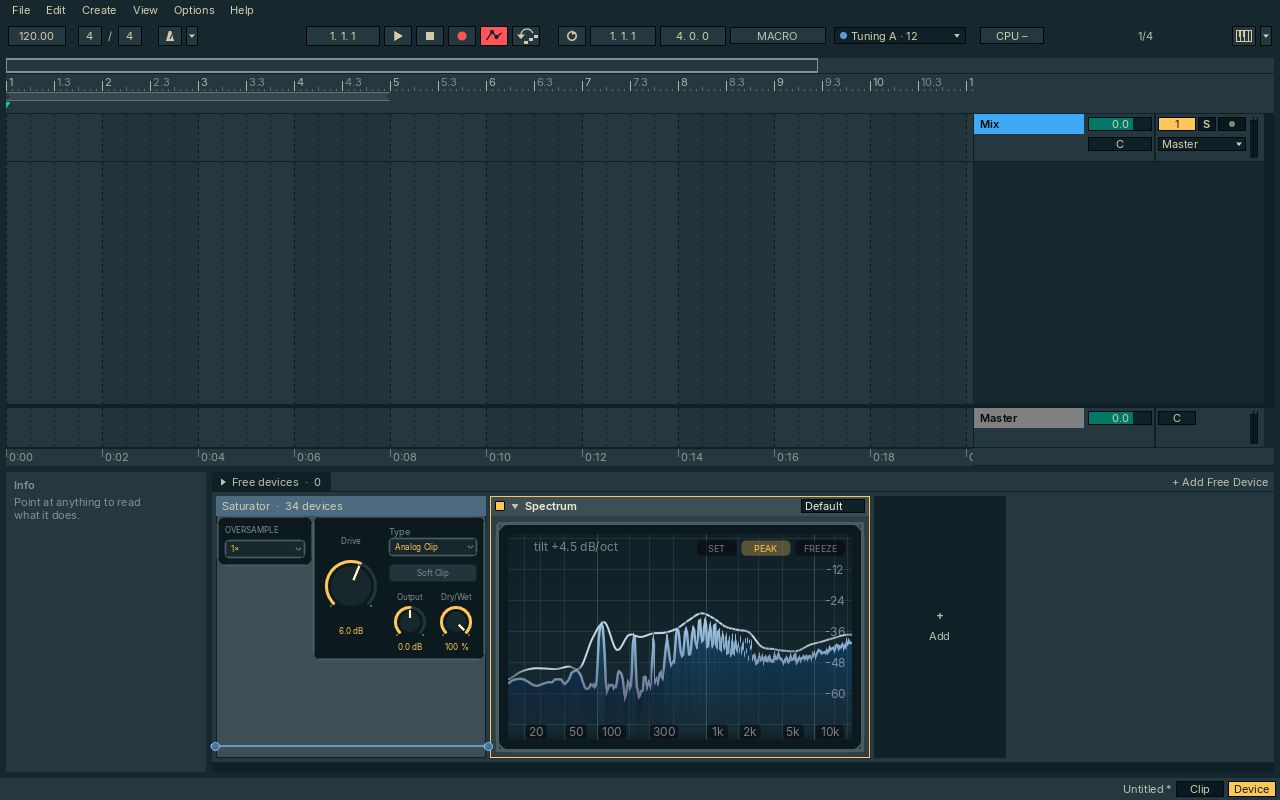 File Edit Create View Options Help
120.00 4 / 4 1. 1. 1 1. 1. 1 4. 0. 0 MACRO Tuning A · 12 CPU – 1/4
1 1.3 2 2.3 3 3.3 4 4.3 5 5.3 6 6.3 7 7.3 8 8.3 9 9.3 10 10.3 1
Mix 0.0 1 S
C Master
Master 0.0 C
0:00 0:02 0:04 0:06 0:08 0:10 0:12 0:14 0:16 0:18
Info
Point at anything to read
what it does.
Free devices · 0
+ Add Free Device
Saturator · 34 devices
OVERSAMPLE
1×
Drive
6.0 dB
Type
Analog Clip
Soft Clip
Output Dry/Wet
0.0 dB 100 %
Spectrum Default
tilt +4.5 dB/oct SET PEAK FREEZE
-12
-24
-36
-48
-60
20 50 100 300 1k 2k 5k 10k
+
Add
Untitled * Clip Device